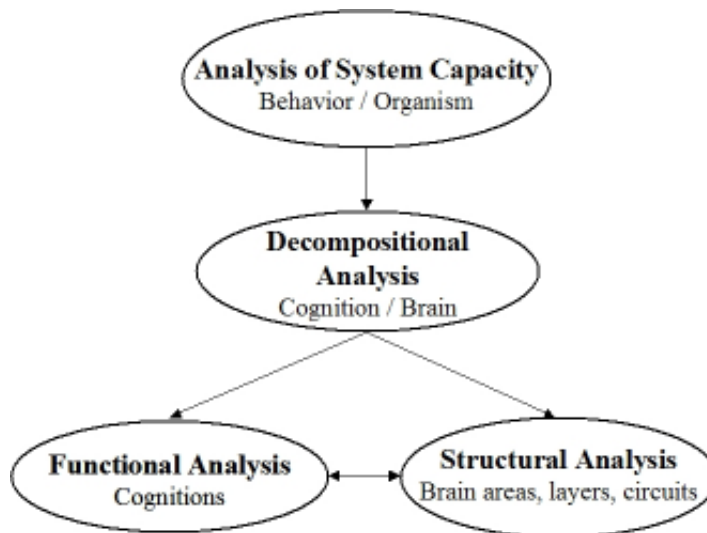 Analysis of System Capacity
Behavior / Organism
Decompositional
Analysis
Cognition / Brain
Functional Analysis
Cognitions
Structural Analysis
Brain areas, layers, circuits